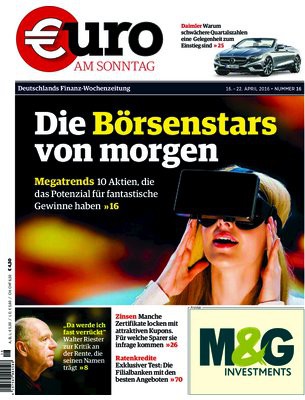 €uro
AM SONNTAG
Daimler Warum
schwächere Quartalszahlen
eine Gelegenheit zum
Einstieg sind »25
Deutschlands Finanz-Wochenzeitung
16. – 22. APRIL 2016 • NUMMER 16
Die Börsenstars
von morgen
Megatrends 10 Aktien, die
das Potenzial für fantastische
Gewinne haben »16
€ 4,50
„Da werde ich
fast verrückt“
Walter Riester
zur Kritik an
der Rente, die
seinen Namen
trägt »8
Zinsen Manche
Zertifikate locken mit
attraktiven Kupons.
Für welche Sparer sie
infrage kommen »26
Ratenkredite
Exklusiver Test: Die
Filialbanken mit den
besten Angeboten »70
M&G
INVESTMENTS